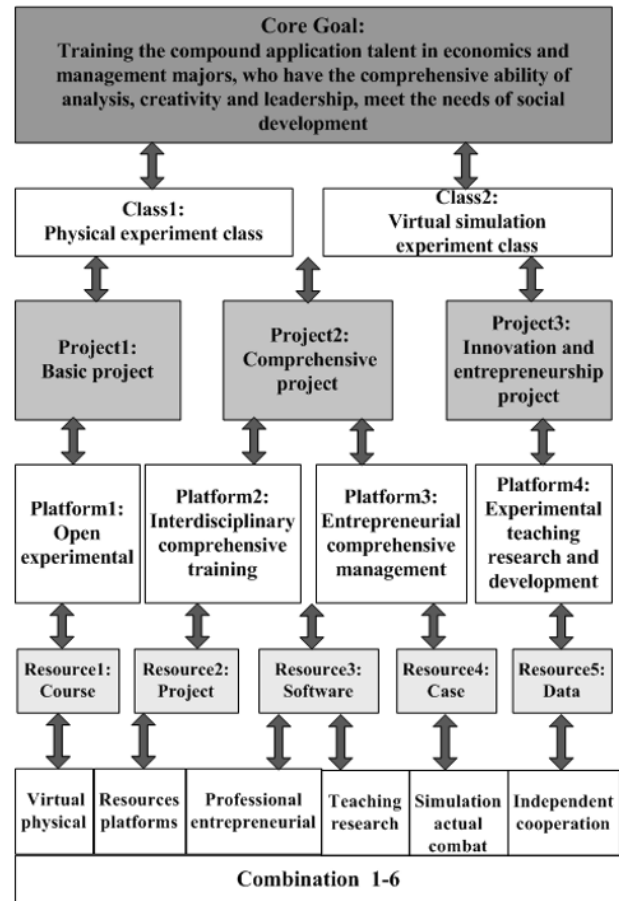 Core Goal:
Training the compound application talent in economics and
management majors, who have the comprehensive ability of
analysis, creativity and leadership, meet the needs of social
development
Class1:
Physical experiment class
Class2:
Virtual simulation
experiment class
Project1:
Basic project
Project2:
Comprehensive
project
Project3:
Innovation and
entrepreneurship
project
Platform1:
Open
experimental
Platform2:
Interdisciplinary
comprehensive
training
Platform3:
Entrepreneurial
comprehensive
management
Platform4:
Experimental
teaching
research and
development
Resource1:
Course
Resource2:
Project
Resource3:
Software
Resource4:
Case
Resource5:
Data
Virtual
physical
Resources
platforms
Professional
entrepreneurial
Teaching
research
Simulation
actual
combat
Independent
cooperation
Combination 1-6